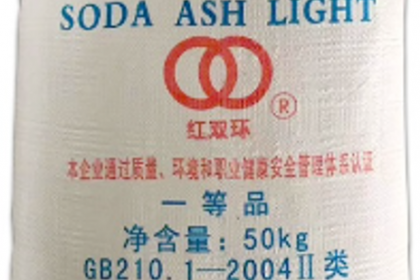 SODA ASH LIGHT
®
红双环
本企业通过质量、环境和职业健康安全管理体系认证
一等品
净含量：50kg
GB210.1—2004Ⅱ类